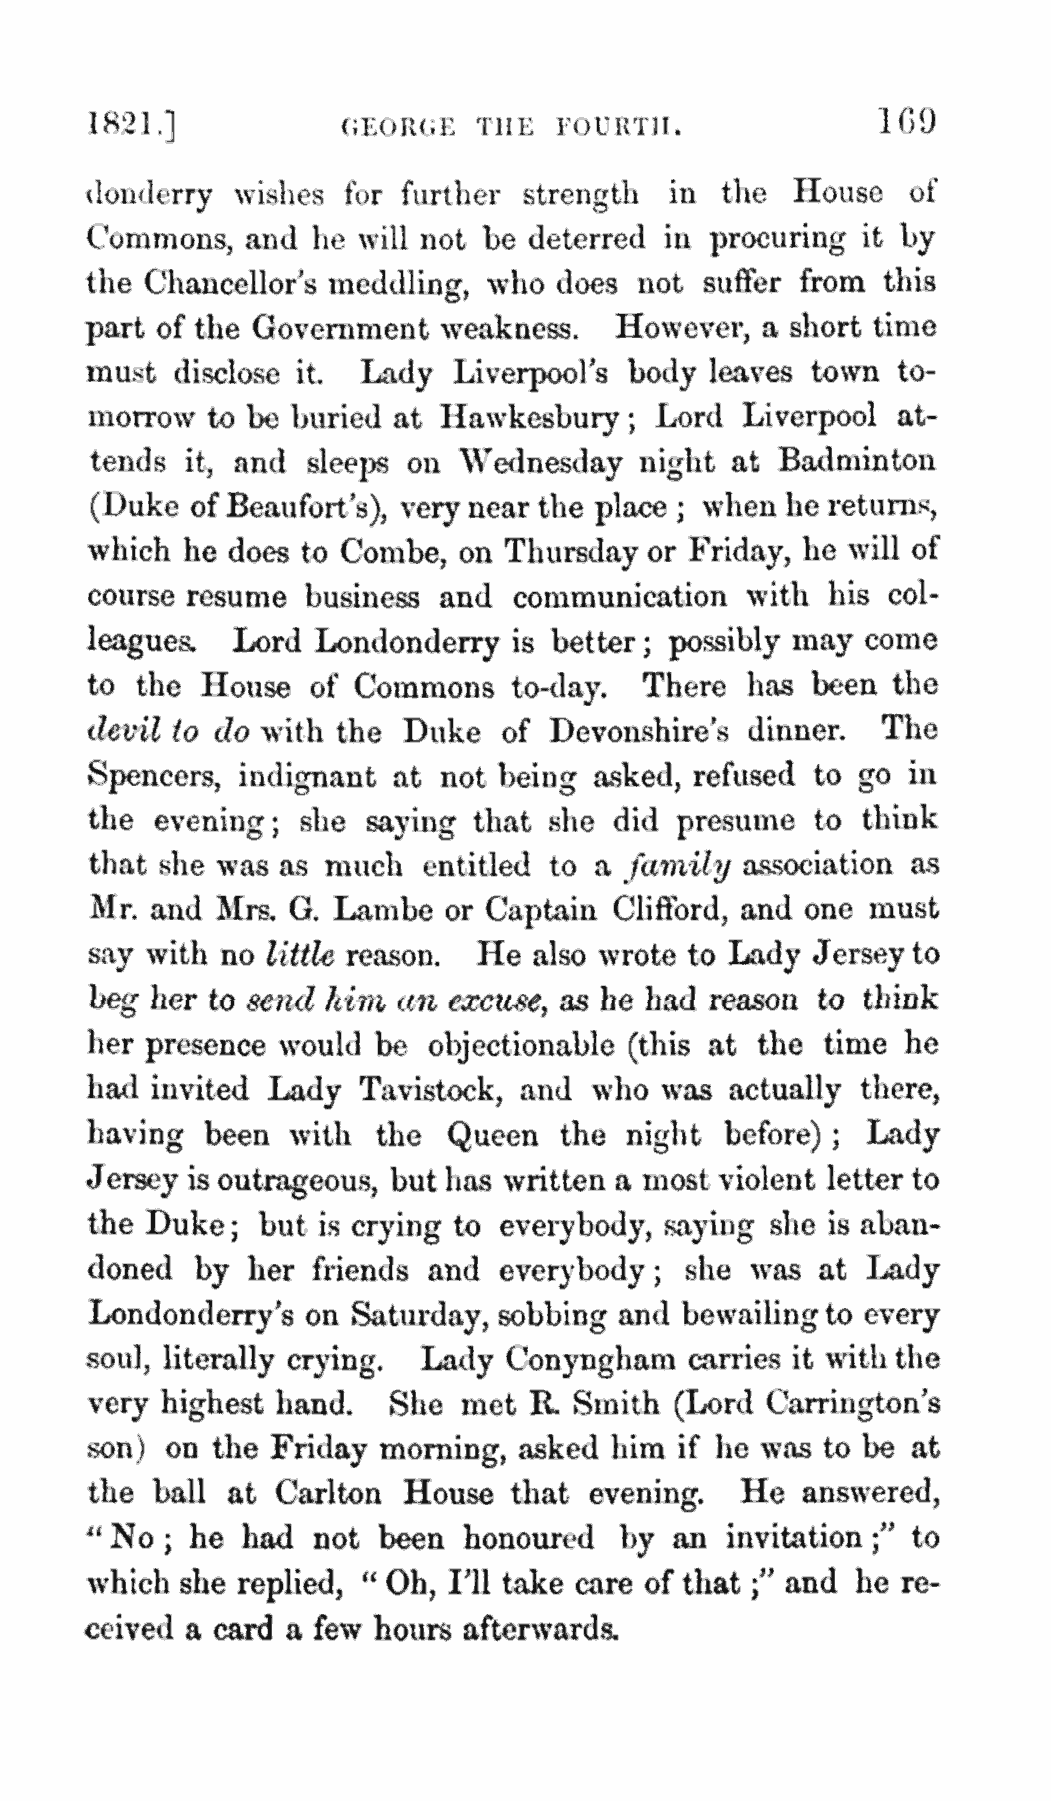 1821.] GEORGE THE FOURTH. 169
donderry wishes for further strength in the House of
Commons, and he will not be deterred in procuring it by
the Chancellor's meddling, who does not suffer from this
part of the Government weakness. However, a short time
must disclose it. Lady Liverpool's body leaves town to-
morrow to be buried at Hawkesbury; Lord Liverpool at-
tends it, and sleeps on Wednesday night at Badminton
(Duke of Beaufort's), very near the place; when he returns,
which he does to Combe, on Thursday or Friday, he will of
course resume business and communication with his col-
leagues. Lord Londonderry is better; possibly may come
to the House of Commons to-day. There has been the
devil to do with the Duke of Devonshire's dinner. The
Spencers, indignant at not being asked, refused to go in
the evening; she saying that she did presume to think
that she was as much entitled to a family association as
Mr. and Mrs. G. Lambe or Captain Clifford, and one must
say with no little reason. He also wrote to Lady Jersey to
beg her to send him an excuse, as he had reason to think
her presence would be objectionable (this at the time he
had invited Lady Tavistock, and who was actually there,
having been with the Queen the night before); Lady
Jersey is outrageous, but has written a most violent letter to
the Duke; but is crying to everybody, saying she is aban-
doned by her friends and everybody; she was at Lady
Londonderry's on Saturday, sobbing and bewailing to every
soul, literally crying. Lady Conyngham carries it with the
very highest hand. She met R. Smith (Lord Carrington's
son) on the Friday morning, asked him if he was to be at
the ball at Carlton House that evening. He answered,
"No; he had not been honoured by an invitation;" to
which she replied, "Oh, I'll take care of that;" and he re-
ceived a card a few hours afterwards.